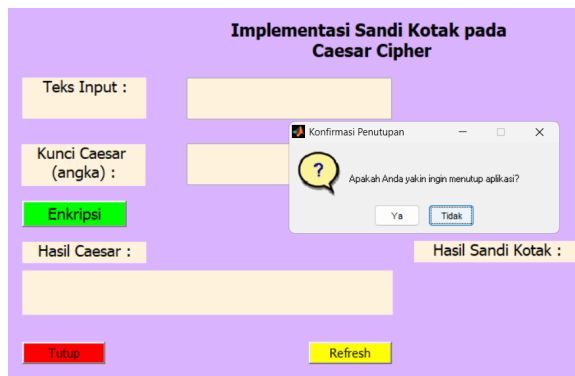 Implementasi Sandi Kotak pada
Caesar Cipher
Teks Input :
Konfirmasi Penutupan
Kunci Caesar
(angka) :
?
Apakah Anda yakin ingin menutup aplikasi?
Ya
Tidak
Enkripsi
Hasil Caesar :
Hasil Sandi Kotak :
Tutup
Refresh